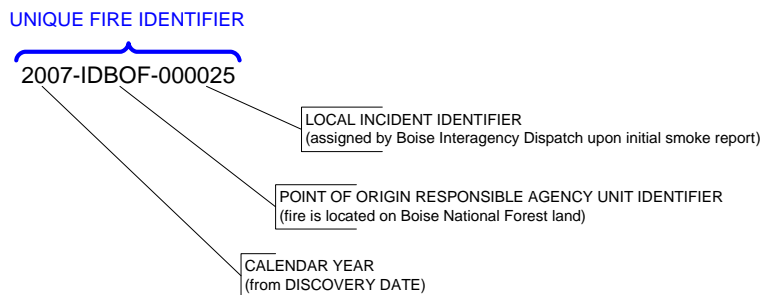 UNIQUE FIRE IDENTIFIER
2007-IDBOF-000025
LOCAL INCIDENT IDENTIFIER
(assigned by Boise Interagency Dispatch upon initial smoke report)
POINT OF ORIGIN RESPONSIBLE AGENCY UNIT IDENTIFIER
(fire is located on Boise National Forest land)
CALENDAR YEAR
(from DISCOVERY DATE)